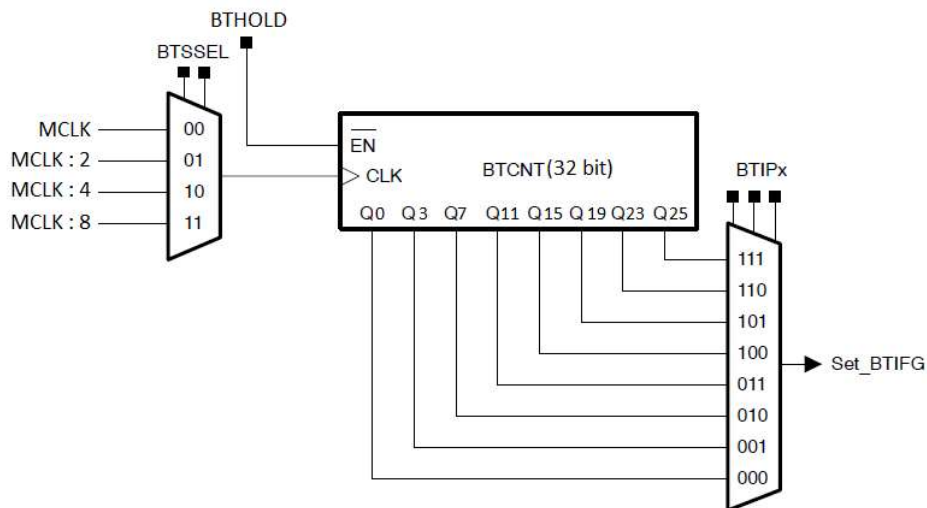 BTHOLD
BTSSEL
MCLK
MCLK : 2
MCLK : 4
MCLK : 8
00
01
10
11
EN
CLK
BTCNT(32 bit)
Q0 Q3 Q7 Q11 Q15 Q19 Q23 Q25
BTIPx
111
110
101
100
011
010
001
000
Set_BTIFG